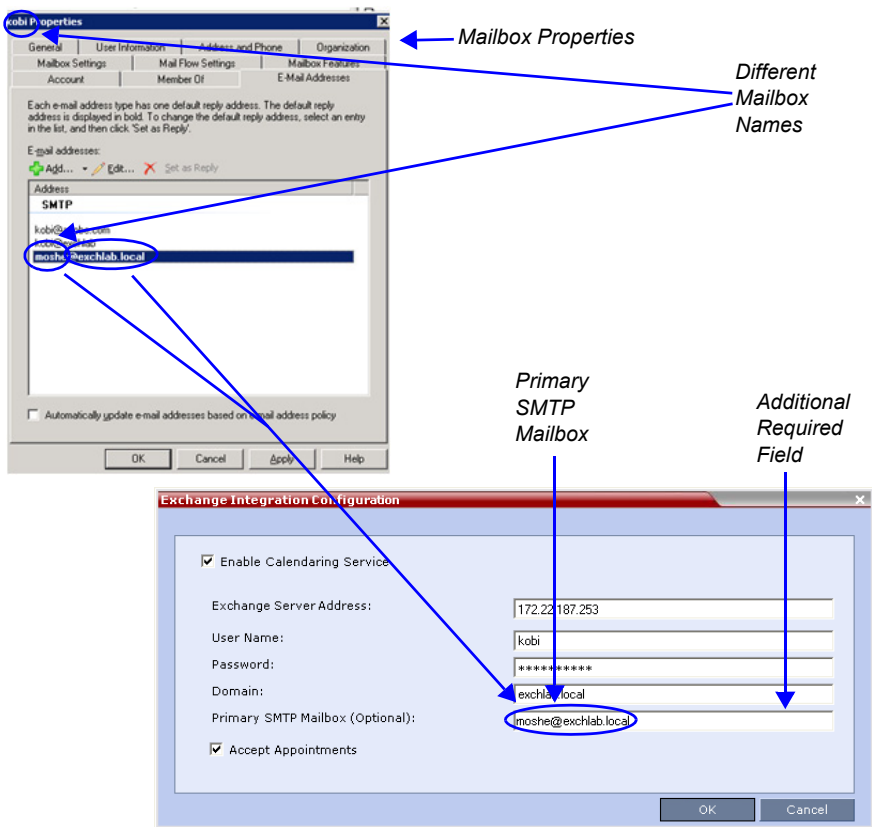 kobi Properties
General User Information Address and Phone Organization
Mailbox Settings Mail Flow Settings Mailbox Features
Account Member Of E-Mail Addresses
Each e-mail address type has one default reply address. The default reply
address is displayed in bold. To change the default reply address, select an entry
in the list, and then click 'Set as Reply'.
E-mail addresses:
Add... Edit... Set as Reply
Address
SMTP
kobi@exchlab
moshe@exchlab.local
Automatically update e-mail addresses based on e-mail address policy
OK Cancel Apply Help
Mailbox Properties
Different
Mailbox
Names
Primary
SMTP
Mailbox
Additional
Required
Field
Exchange Integration Configuration
Enable Calendaring Service
Exchange Server Address: 172.22.187.253
User Name: kobi
Password: **********
Domain: exchlab.local
Primary SMTP Mailbox (Optional): moshe@exchlab.local
Accept Appointments
OK Cancel